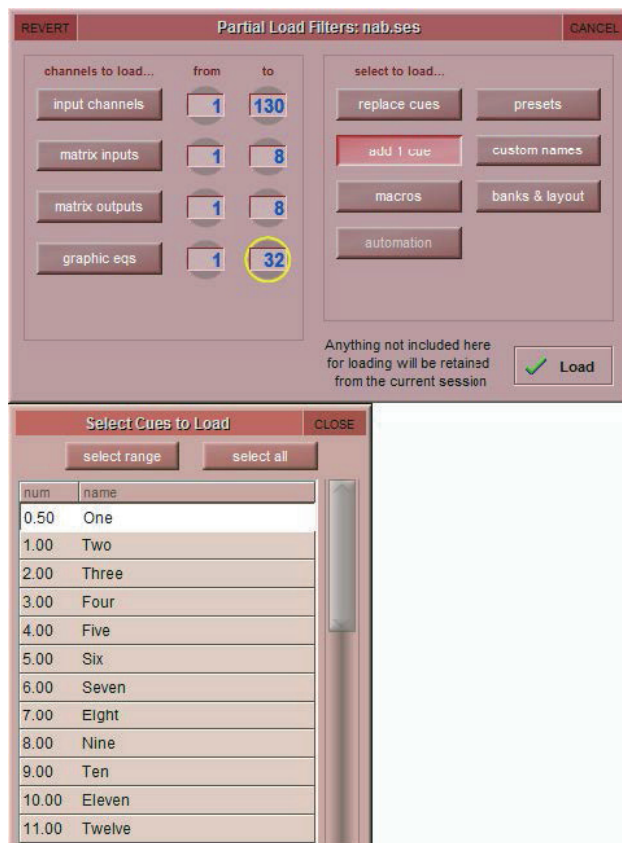 REVERT Partial Load Filters: nab.ses CANCEL
channels to load... from to select to load...
input channels 1 130 replace cues presets
matrix inputs 1 8 add 1 cue custom names
matrix outputs 1 8 macros banks & layout
graphic eqs 1 32 automation
Anything not included here
for loading will be retained
from the current session
Load
Select Cues to Load CLOSE
select range select all
num name
0.50 One
1.00 Two
2.00 Three
3.00 Four
4.00 Five
5.00 Six
6.00 Seven
7.00 Eight
8.00 Nine
9.00 Ten
10.00 Eleven
11.00 Twelve